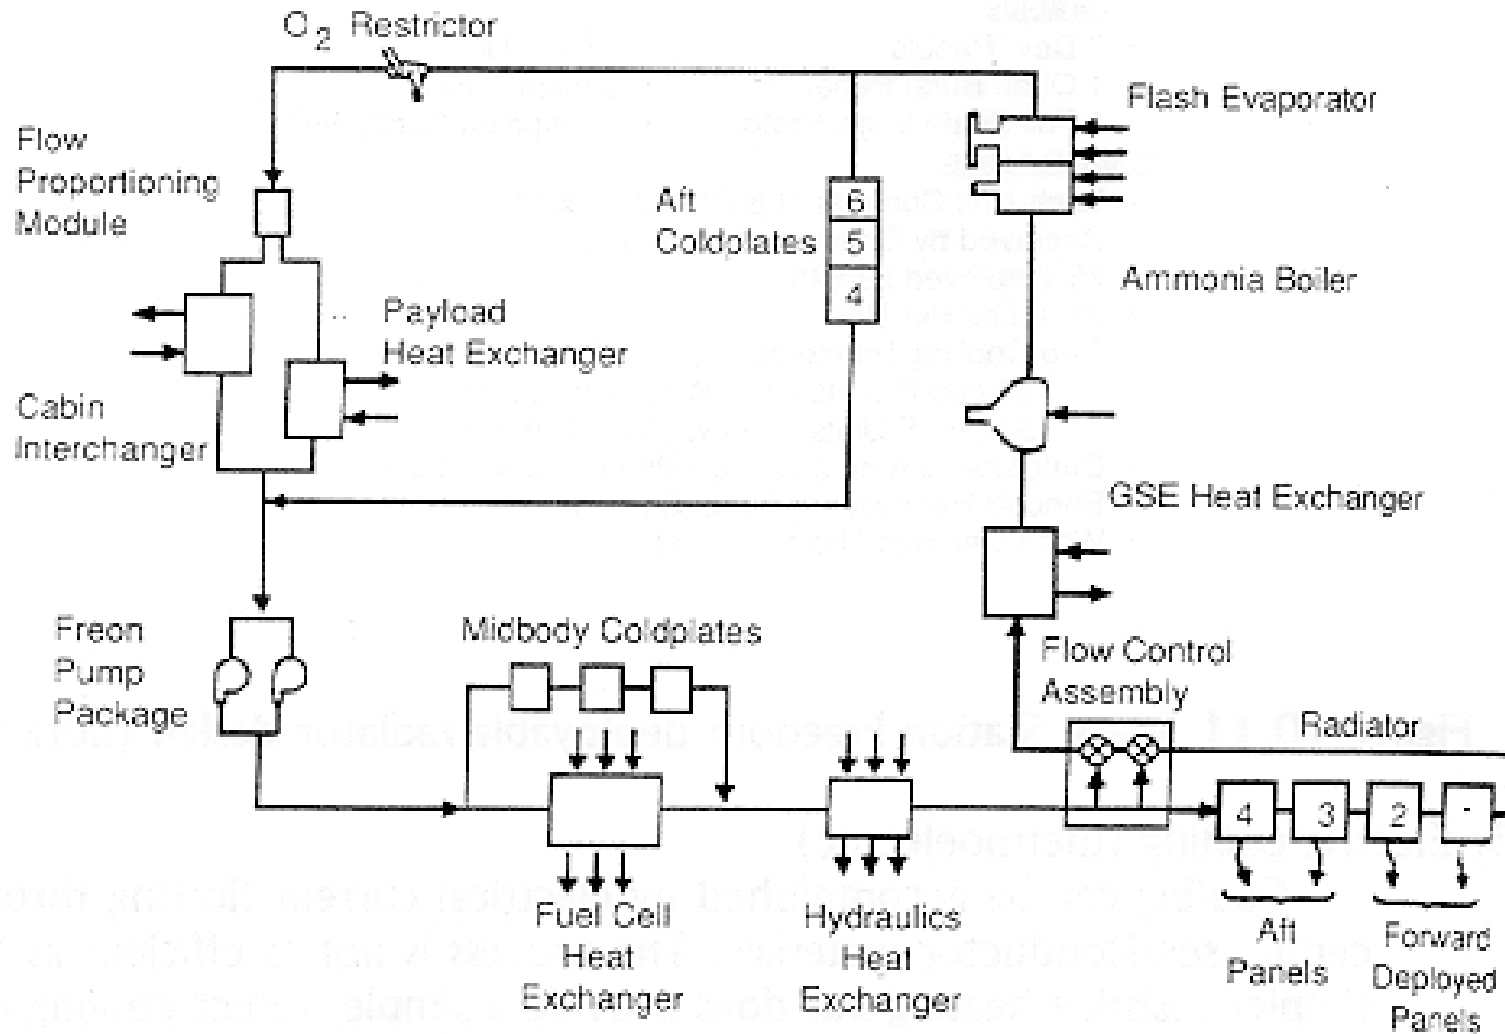 O2 Restrictor
Flash Evaporator
Flow
Proportioning
Module
Aft
Coldplates
6
5
4
Ammonia Boiler
Payload
Heat Exchanger
Cabin
Interchanger
GSE Heat Exchanger
Freon
Pump
Package
Midbody Coldplates
Flow Control
Assembly
Radiator
4 3 2
Fuel Cell
Heat
Exchanger
Hydraulics
Heat
Exchanger
Aft
Panels
Forward
Deployed
Panels